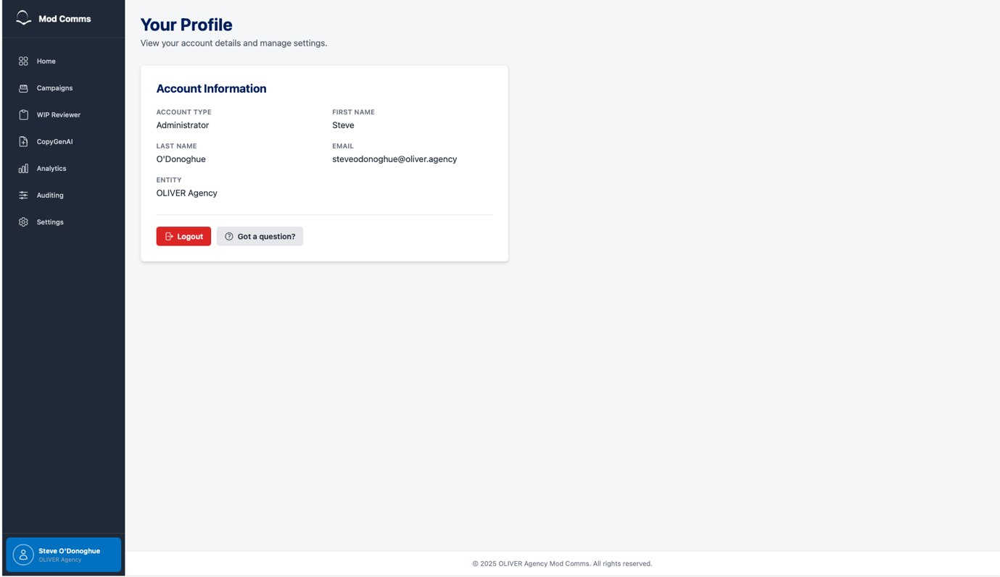 Mod Comms
Home
Campaigns
WIP Reviewer
CopyGenAI
Analytics
Auditing
Settings
Steve O'Donoghue
OLIVER Agency
Your Profile
View your account details and manage settings.
Account Information
ACCOUNT TYPE
Administrator
FIRST NAME
Steve
LAST NAME
O'Donoghue
EMAIL
steveodonoghue@oliver.agency
ENTITY
OLIVER Agency
Logout
Got a question?
© 2025 OLIVER Agency Mod Comms. All rights reserved.